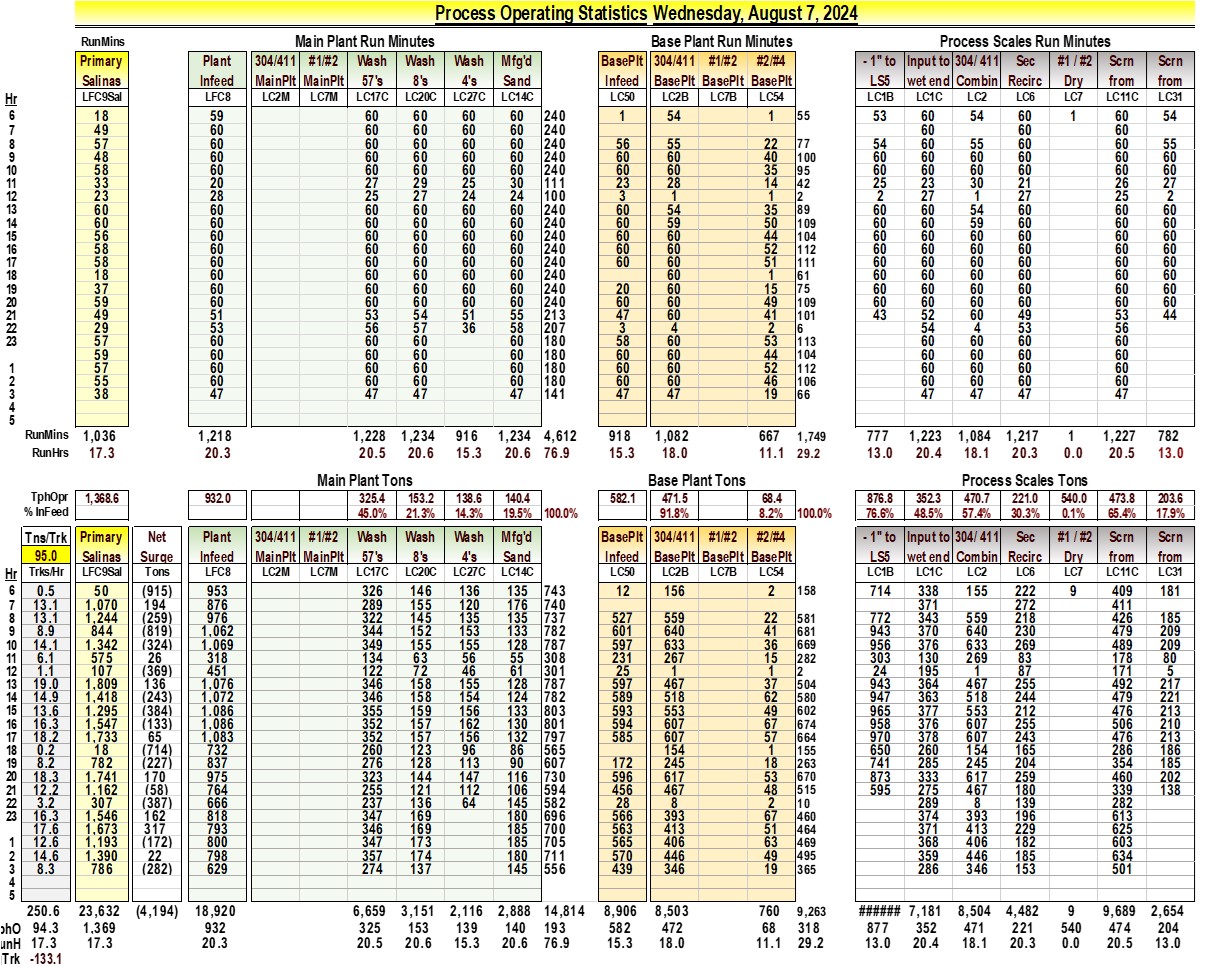 Process Operating Statistics Wednesday, August 7, 2024
RunMins Main Plant Run Minutes Base Plant Run Minutes Process Scales Run Minutes
Primary Plant 304/411 #1/#2 Wash Wash Wash Mfg'd BasePlt 304/411 #1/#2 #2/#4 - 1" to Input to 304/ 411 Sec #1 / #2 Scrn Scrn
Salinas Infeed MainPlt MainPlt 57's 8's 4's Sand Infeed BasePlt BasePlt BasePlt LS5 wet end Combin Recirc Dry from from
Hr LFC9Sal LFC8 LC2M LC7M LC17C LC20C LC27C LC14C LC50 LC2B LC7B LC54 LC1B LC1C LC2 LC6 LC7 LC11C LC31
6 18 59 60 60 60 60 240 1 54 1 55 53 60 54 60 1 60 54
7 49 60 60 60 60 60 240 60 60 60
8 57 60 60 60 60 60 240 56 55 22 77 54 60 55 60 60 55
9 48 60 60 60 60 60 240 60 60 40 100 60 60 60 60 60 60
10 58 60 60 60 60 60 240 60 60 35 95 60 60 60 60 60 60
11 33 20 27 29 25 30 111 23 28 14 42 25 23 30 21 26 27
12 23 28 25 27 24 24 100 3 1 1 2 2 27 1 27 25 2
13 60 60 60 60 60 60 240 60 54 35 89 60 60 54 60 60 60
14 60 60 60 60 60 60 240 60 59 50 109 60 60 59 60 60 60
15 56 60 60 60 60 60 240 60 60 44 104 60 60 60 60 60 60
16 58 60 60 60 60 60 240 60 60 52 112 60 60 60 60 60 60
17 58 60 60 60 60 60 240 60 60 51 111 60 60 60 60 60 60
18 18 60 60 60 60 60 240 60 1 61 60 60 60 60 60 60
19 37 60 60 60 60 60 240 20 60 15 75 60 60 60 60 60 60
20 59 60 60 60 60 60 240 60 60 49 109 60 60 60 60 60 60
21 49 51 53 54 51 55 213 47 60 41 101 43 52 60 49 53 44
22 29 53 56 57 36 58 207 3 4 2 6 54 4 53 56
23 57 60 60 60 60 180 58 60 53 113 60 60 60 60
59 60 60 60 60 180 60 60 44 104 60 60 60 60
1 57 60 60 60 60 180 60 60 52 112 60 60 60 60
2 55 60 60 60 60 180 60 60 46 106 60 60 60 60
3 38 47 47 47 47 141 47 47 19 66 47 47 47 47
4
5
RunMins 1,036 1,218 1,228 1,234 916 1,234 4,612 918 1,082 667 1,749 777 1,223 1,084 1,217 1 1,227 782
RunHrs 17.3 20.3 20.5 20.6 15.3 20.6 76.9 15.3 18.0 11.1 29.2 13.0 20.4 18.1 20.3 0.0 20.5 13.0
Main Plant Tons Base Plant Tons Process Scales Tons
TphOpr 1,368.6 932.0 325.4 153.2 138.6 140.4 582.1 471.5 68.4 876.8 352.3 470.7 221.0 540.0 473.8 203.6
% InFeed 45.0% 21.3% 14.3% 19.5% 100.0% 91.8% 8.2% 100.0% 76.6% 48.5% 57.4% 30.3% 0.1% 65.4% 17.9%
Tns/Trk Primary Net Plant 304/411 #1/#2 Wash Wash Wash Mfg'd BasePlt 304/411 #1/#2 #2/#4 - 1" to Input to 304/ 411 Sec #1 / #2 Scrn Scrn
95.0 Salinas Surge Infeed MainPlt MainPlt 57's 8's 4's Sand Infeed BasePlt BasePlt BasePlt LS5 wet end Combin Recirc Dry from from
Hr Trks/Hr LFC9Sal Tons LFC8 LC2M LC7M LC17C LC20C LC27C LC14C LC50 LC2B LC7B LC54 LC1B LC1C LC2 LC6 LC7 LC11C LC31
6 0.5 50 (915) 953 326 146 136 135 743 12 156 2 158 714 338 155 222 9 409 181
7 13.1 1,070 194 876 289 155 120 176 740 371 272 411
8 13.1 1,244 (259) 976 322 145 135 135 737 527 559 22 581 772 343 559 218 426 185
9 8.9 844 (819) 1,062 344 152 153 133 782 601 640 41 681 943 370 640 230 479 209
10 14.1 1,342 (324) 1,069 349 155 155 128 787 597 633 36 669 956 376 633 269 489 209
11 6.1 575 26 318 134 63 56 55 308 231 267 15 282 303 130 269 83 178 80
12 1.1 107 (369) 451 122 72 46 61 301 25 1 1 2 24 195 1 87 171 5
13 19.0 1,809 136 1,076 346 158 155 128 787 597 467 37 504 943 364 467 255 492 217
14 14.9 1,418 (243) 1,072 346 158 154 124 782 589 518 62 580 947 363 518 244 479 221
15 13.6 1,295 (384) 1,086 355 159 156 133 803 593 553 49 602 965 377 553 212 476 213
16 16.3 1,547 (133) 1,086 352 157 162 130 801 594 607 67 674 958 376 607 255 506 210
17 18.2 1,733 65 1,083 352 157 156 132 797 585 607 57 664 970 378 607 243 476 213
18 0.2 18 (714) 732 260 123 96 86 565 154 1 155 650 260 154 165 286 186
19 8.2 782 (227) 837 276 128 113 90 607 172 245 18 263 741 285 245 204 354 185
20 18.3 1,741 170 975 323 144 147 116 730 596 617 53 670 873 333 617 259 460 202
21 12.2 1,162 (58) 764 255 121 112 106 594 456 467 48 515 595 275 467 180 339 138
22 3.2 307 (387) 666 237 136 64 145 582 28 8 2 10 289 8 139 282
23 16.3 1,546 162 818 347 169 180 696 566 393 67 460 374 393 196 613
17.6 1,673 317 793 346 169 185 700 563 413 51 464 371 413 229 625
1 12.6 1,193 (172) 800 347 173 185 705 565 406 63 469 368 406 182 603
2 14.6 1,390 22 798 357 174 180 711 570 446 49 495 359 446 185 634
3 8.3 786 (282) 629 274 137 145 556 439 346 19 365 286 346 153 501
4
5
250.6 23,632 (4,194) 18,920 6,659 3,151 2,116 2,888 14,814 8,906 8,503 760 9,263 ###### 7,181 8,504 4,482 9 9,689 2,654
phO 94.3 1,369 932 325 153 139 140 193 582 472 68 318 877 352 471 221 540 474 204
unH 17.3 17.3 20.3 20.5 20.6 15.3 20.6 76.9 15.3 18.0 11.1 29.2 13.0 20.4 18.1 20.3 0.0 20.5 13.0
Trk -133.1